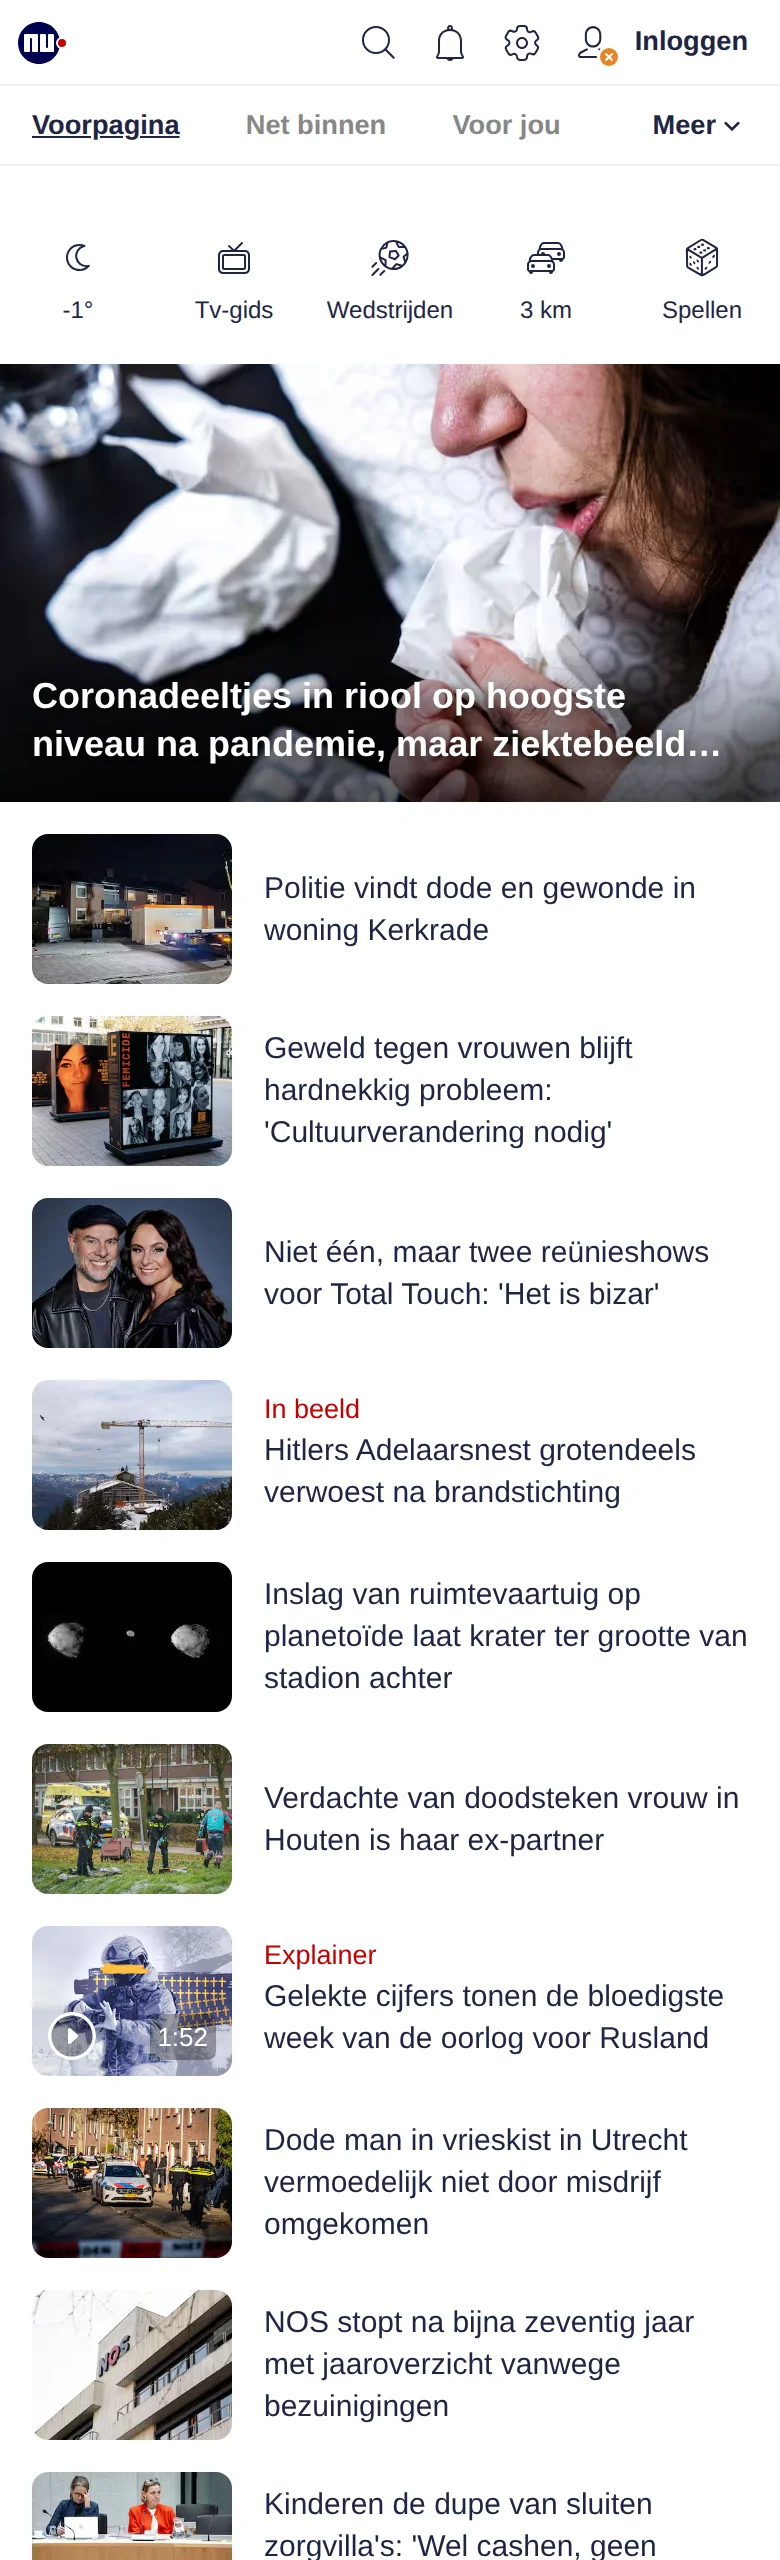 nu
Inloggen
Voorpagina
Net binnen
Voor jou
Meer
-1°
Tv-gids
Wedstrijden
3 km
Spellen
Coronadeeltjes in riool op hoogste
niveau na pandemie, maar ziektebeeld...
Politie vindt dode en gewonde in
woning Kerkrade
FEMICIDE
Geweld tegen vrouwen blijft
hardnekkig probleem:
'Cultuurverandering nodig'
Niet één, maar twee reünieshows
voor Total Touch: 'Het is bizar'
In beeld
Hitlers Adelaarsnest grotendeels
verwoest na brandstichting
Inslag van ruimtevaartuig op
planetoïde laat krater ter grootte van
stadion achter
Verdachte van doodsteken vrouw in
Houten is haar ex-partner
1:52
Explainer
Gelekte cijfers tonen de bloedigste
week van de oorlog voor Rusland
Dode man in vrieskist in Utrecht
vermoedelijk niet door misdrijf
omgekomen
NOS
NOS stopt na bijna zeventig jaar
met jaaroverzicht vanwege
bezuinigingen
Kinderen de dupe van sluiten
zorgvilla's: 'Wel cashen, geen